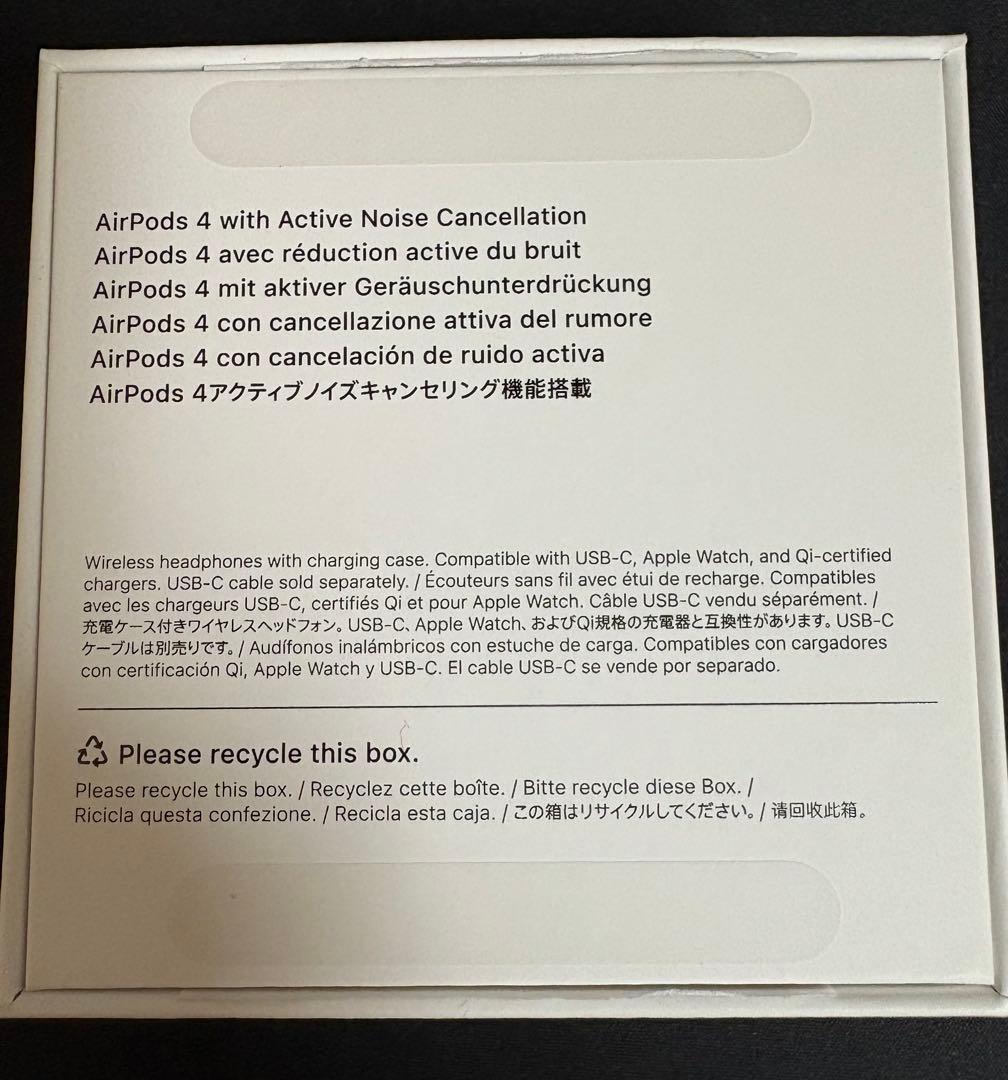 AirPods 4 with Active Noise Cancellation
AirPods 4 avec réduction active du bruit
AirPods 4 mit aktiver Geräuschunterdrückung
AirPods 4 con cancellazione attiva del rumore
AirPods 4 con cancelación de ruido activa
AirPods 4アクティブノイズキャンセリング機能搭載
Wireless headphones with charging case. Compatible with USB-C, Apple Watch, and Qi-certified
chargers. USB-C cable sold separately. / Écouteurs sans fil avec étui de recharge. Compatibles
avec les chargeurs USB-C, certifiés Qi et pour Apple Watch. Câble USB-C vendu séparément. /
充電ケース付きワイヤレスヘッドフォン。USB-C、Apple Watch、およびQi規格の充電器と互換性があります。USB-C
ケーブルは別売りです。/ Audífonos inalámbricos con estuche de carga. Compatibles con cargadores
con certificación Qi, Apple Watch y USB-C. El cable USB-C se vende por separado.
Please recycle this box.
Please recycle this box. / Recyclez cette boîte. / Bitte recycle diese Box. /
Ricicla questa confezione. / Recicla esta caja. / この箱はリサイクルしてください。/ 请回收此箱。